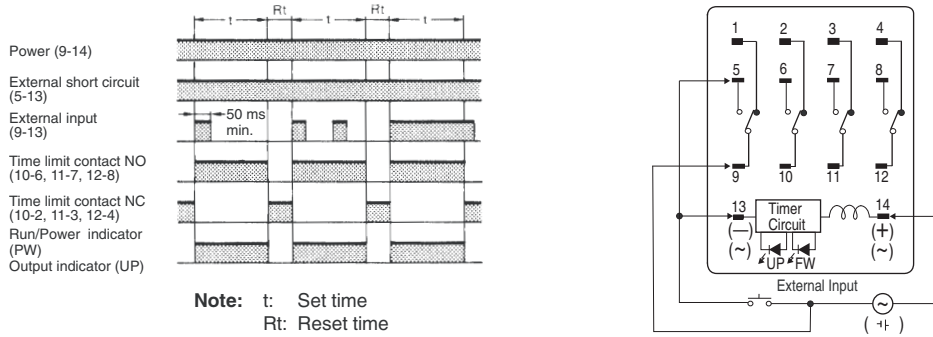 t Rt t Rt t
Power (9-14)
External short circuit
(5-13)
External input
(9-13)
50 ms
min.
Time limit contact NO
(10-6, 11-7, 12-8)
Time limit contact NC
(10-2, 11-3, 12-4)
Run/Power indicator
(PW)
Output indicator (UP)
Note: t: Set time
Rt: Reset time
1 2 3 4
5 6 7 8
9 10 11 12
13 14
Timer
Circuit
(—) (+)
(~) (~)
UP FW
External Input
~